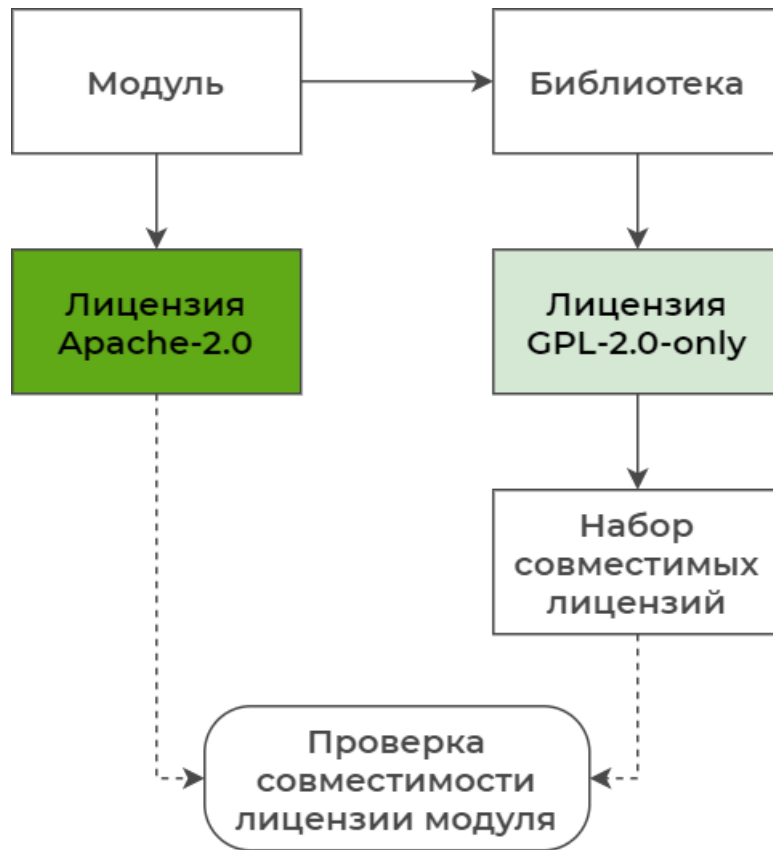 Модуль
Библиотека
Лицензия
Apache-2.0
Лицензия
GPL-2.0-only
Набор
совместимых
лицензий
Проверка
совместимости
лицензии модуля